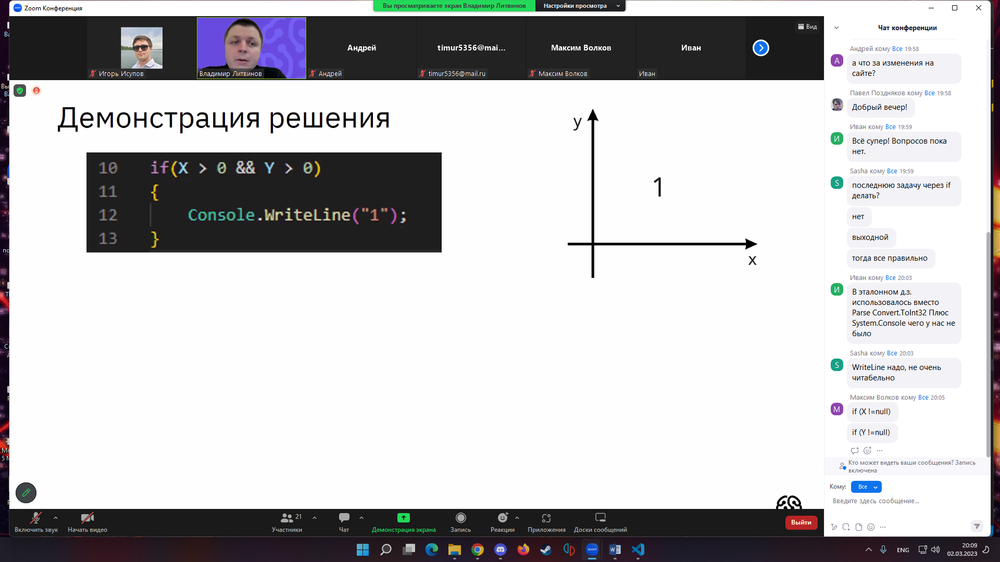 Zoom Конференция
Вы просматриваете экран Владимир Литвинов
Настройки просмотра
Игорь Исупов
Владимир Литвинов
Андрей
Андрей
timur5356@mai...
timur5356@mail.ru
Максим Волков
Максим Волков
Иван
Иван
Вид
Демонстрация решения
10 if(X > 0 && Y > 0)
11 {
12 Console.WriteLine("1");
13 }
y
1
x
Чат конференции
Андрей кому Все 19:58
А
а что за изменения на
сайте?
Павел Поздняков кому Все 19:58
Добрый вечер!
Иван кому Все 19:59
И
Всё супер! Вопросов пока
нет.
Sasha кому Все 19:59
S
последнюю задачу через if
делать?
нет
выходной
тогда все правильно
Иван кому Все 20:03
И
В эталонном д.з.
использовалось вместо
Parse Convert.ToInt32 Плюс
System.Console чего у нас не
было
Sasha кому Все 20:03
S
WriteLine надо, не очень
читабельно
Максим Волков кому Все 20:05
М
if (X !=null)
if (Y !=null)
Кто может видеть ваши сообщения? Запись
включена
Кому: Все
Введите здесь сообщение...
Включить звук
Начать видео
21
Участники
Чат
Демонстрация экрана
Запись
Реакции
Приложения
Доски сообщений
Выйти
zoom
ENG
20:09
02.03.2023